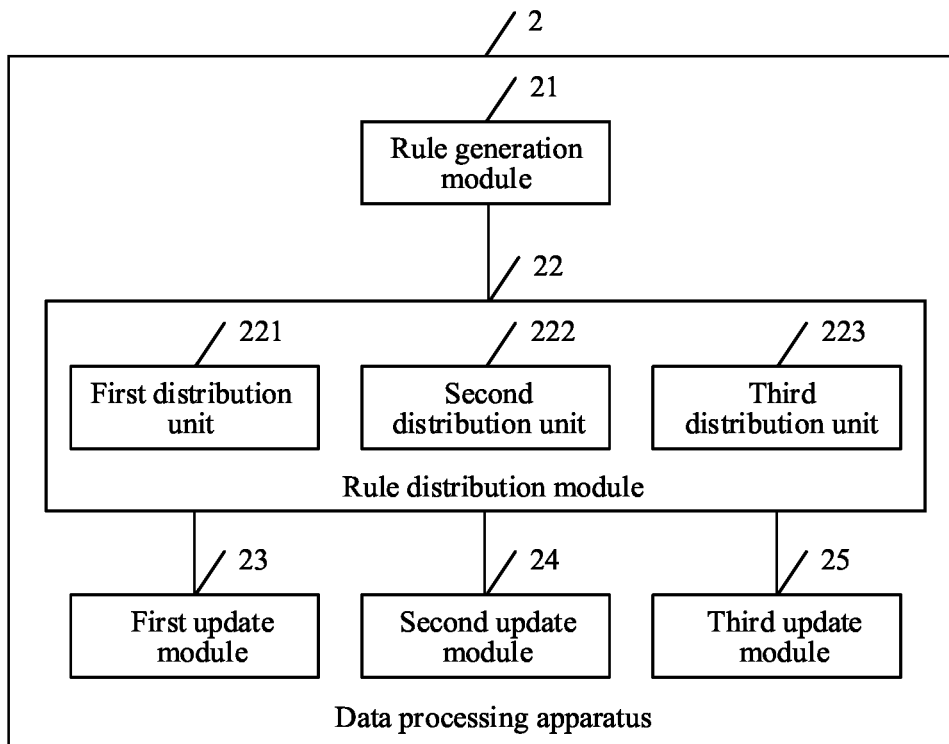 2
21
Rule generation
module
22
221
222
223
First distribution
unit
Second
distribution unit
Third
distribution unit
Rule distribution module
23
24
25
First update
module
Second update
module
Third update
module
Data processing apparatus